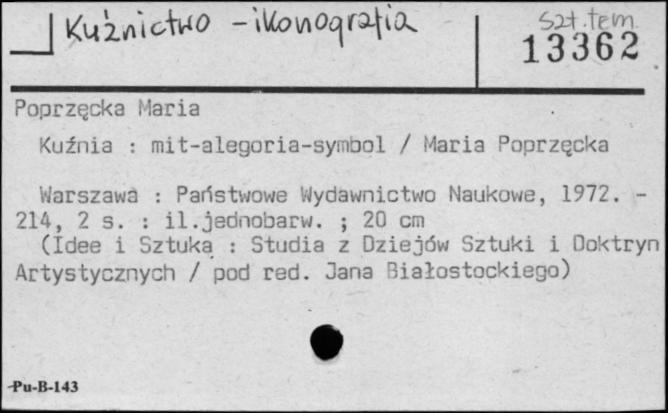 Kuźnictwo - ikonografia
szt. tem.
13362
Poprzęcka Maria
Kuźnia : mit-alegoria-symbol / Maria Poprzęcka
Warszawa : Państwowe Wydawnictwo Naukowe, 1972. -
214, 2 s. : il.jednobarw. ; 20 cm
(Idee i Sztuka : Studia z Dziejów Sztuki i Doktryn
Artystycznych / pod red. Jana Białostockiego)
Pu-B-143